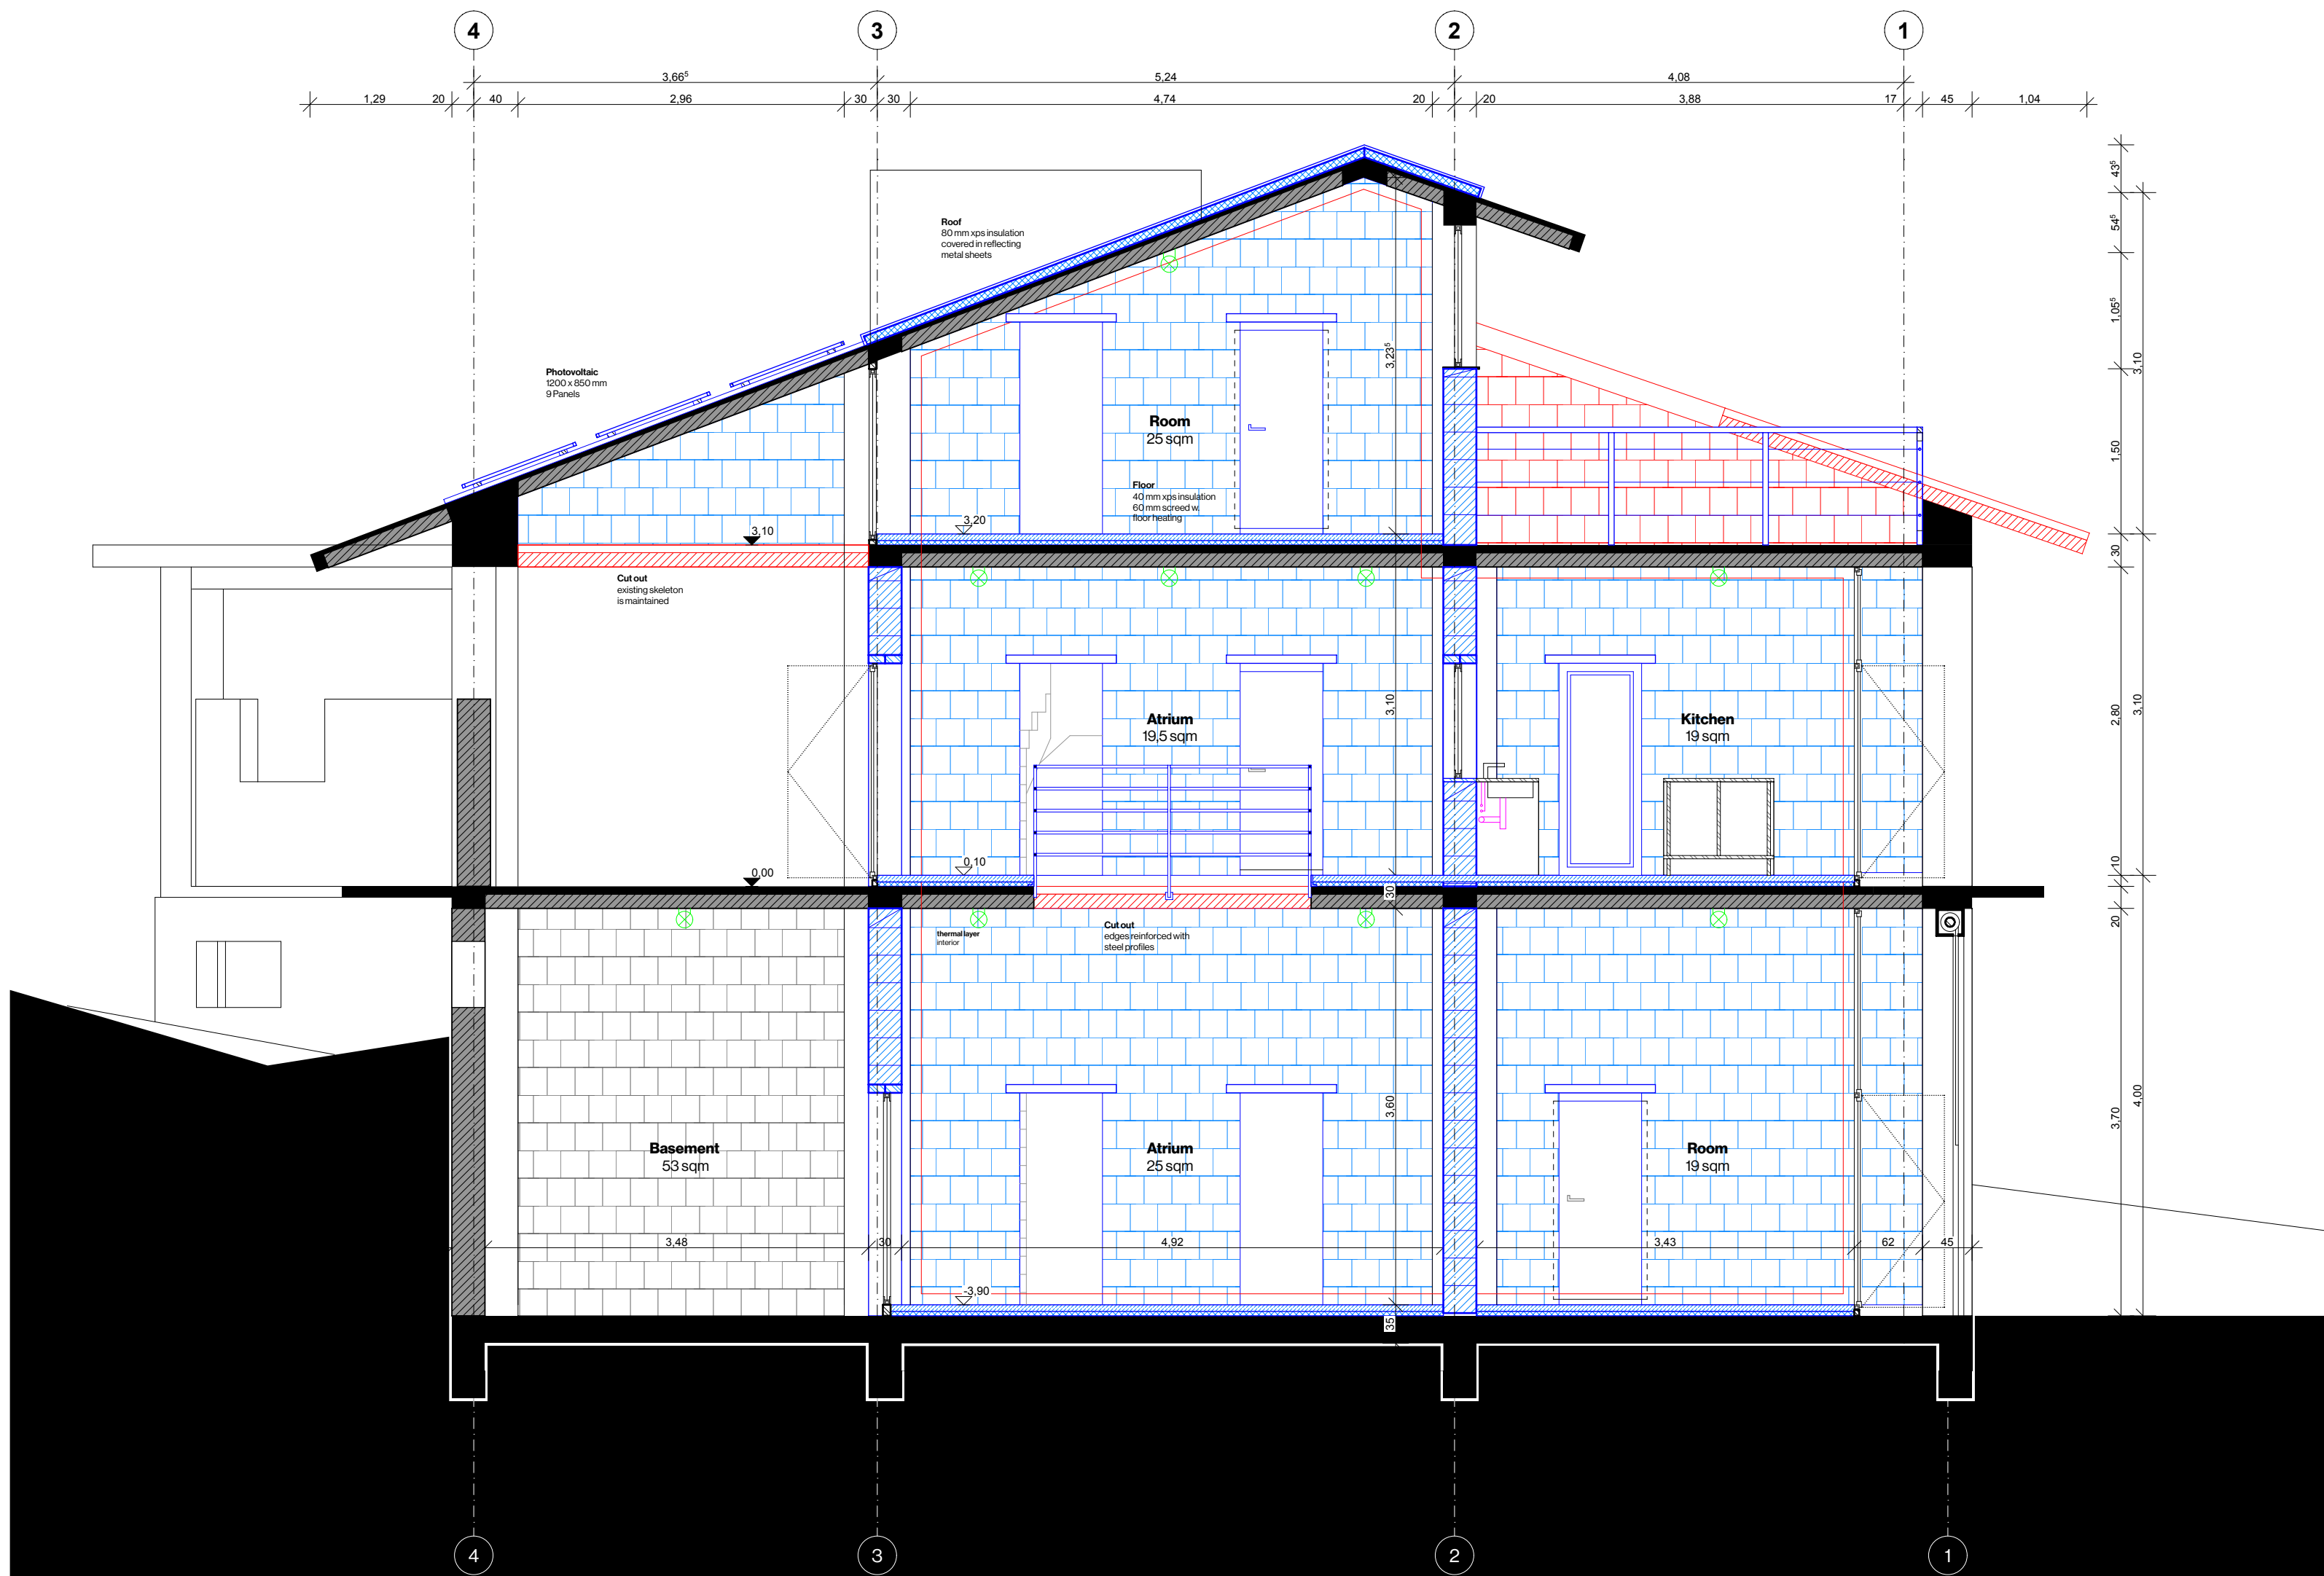 4 3 2 1
3,66⁵ 5,24 4,08
1,29 20 40 2,96 30 30 4,74 20 20 3,88 17 45 1,04
43⁵
54⁵
1,05⁵
3,10
1,50
30
2,80
3,10
10
20
4,00
3,70
Roof
80 mm xps insulation
covered in reflecting
metal sheets
Photovoltaic
1200 x 850 mm
9 Panels
3,23⁵
Room
25 sqm
Floor
40 mm xps insulation
60 mm screed w.
floor heating
3,10
3,20
Cut out
existing skeleton
is maintained
3,10
Atrium
19,5 sqm
Kitchen
19 sqm
0,00
0,10
30
thermal layer
interior
Cut out
edges reinforced with
steel profiles
3,60
Basement
53 sqm
Atrium
25 sqm
Room
19 sqm
3,48 30 4,92 3,43 62 45
-3,90
35
4 3 2 1